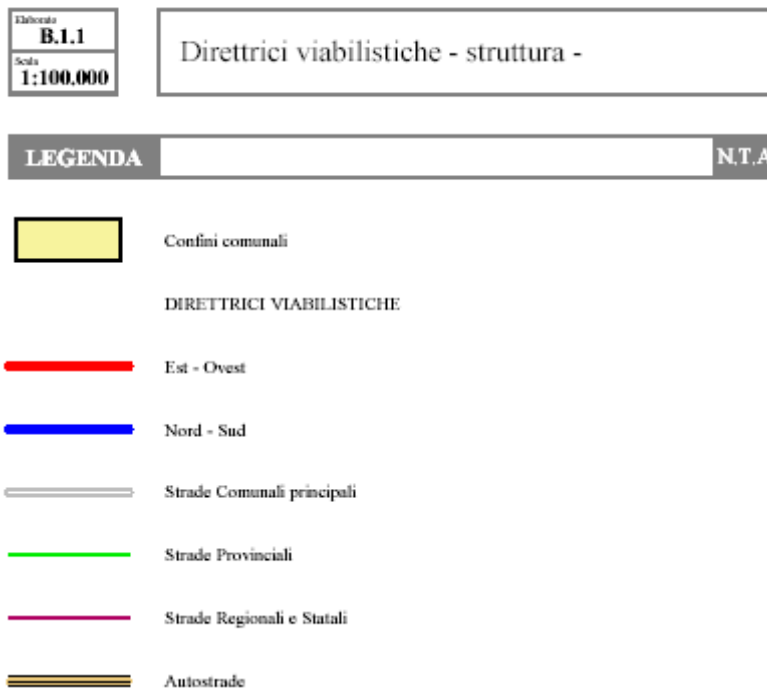 Elaborato
B.1.1
Scala
1:100.000
Direttrici viabilistiche - struttura -
LEGENDA
N.T.A
Confini comunali
DIRETTRICI VIABILISTICHE
Est - Ovest
Nord - Sud
Strade Comunali principali
Strade Provinciali
Strade Regionali e Statali
Autostrade